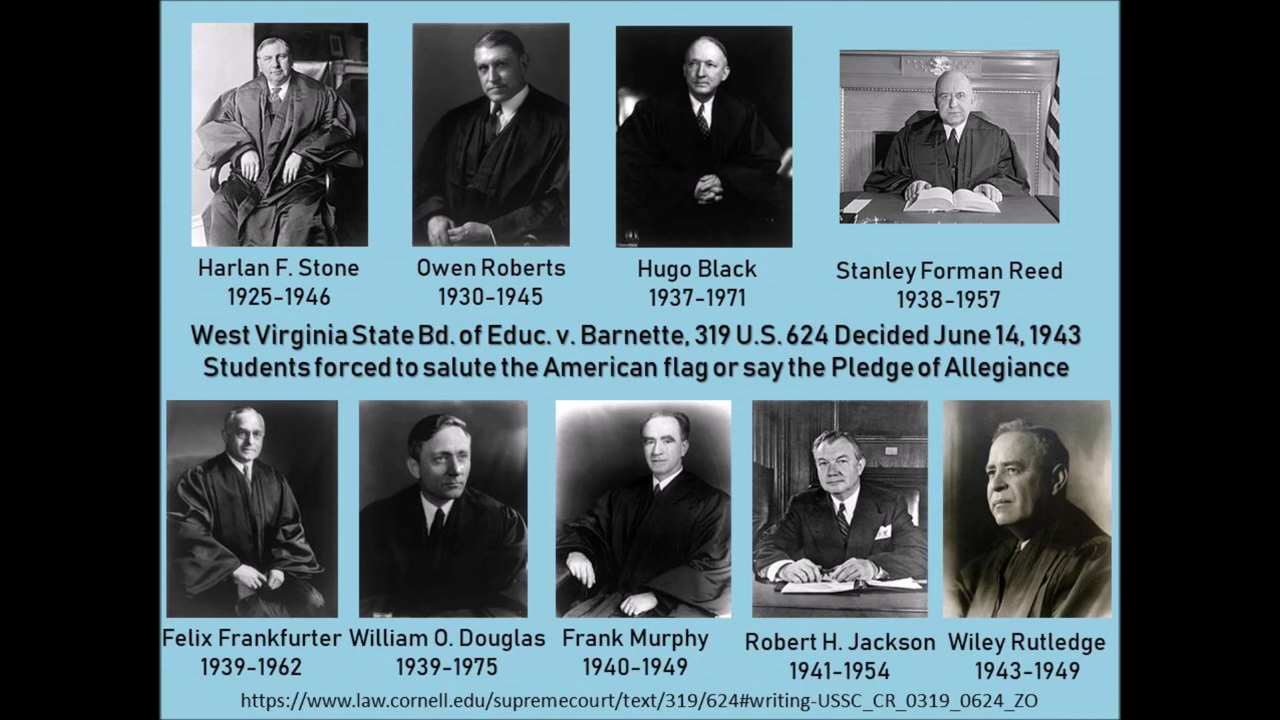 Harlan F. Stone
1925-1946
Owen Roberts
1930-1945
Hugo Black
1937-1971
Stanley Forman Reed
1938-1957
West Virginia State Bd. of Educ. v. Barnette, 319 U.S. 624 Decided June 14, 1943
Students forced to salute the American flag or say the Pledge of Allegiance
Felix Frankfurter
1939-1962
William O. Douglas
1939-1975
Frank Murphy
1940-1949
Robert H. Jackson
1941-1954
Wiley Rutledge
1943-1949
https://www.law.cornell.edu/supremecourt/text/319/624#writing-USSC_CR_0319_0624_ZO